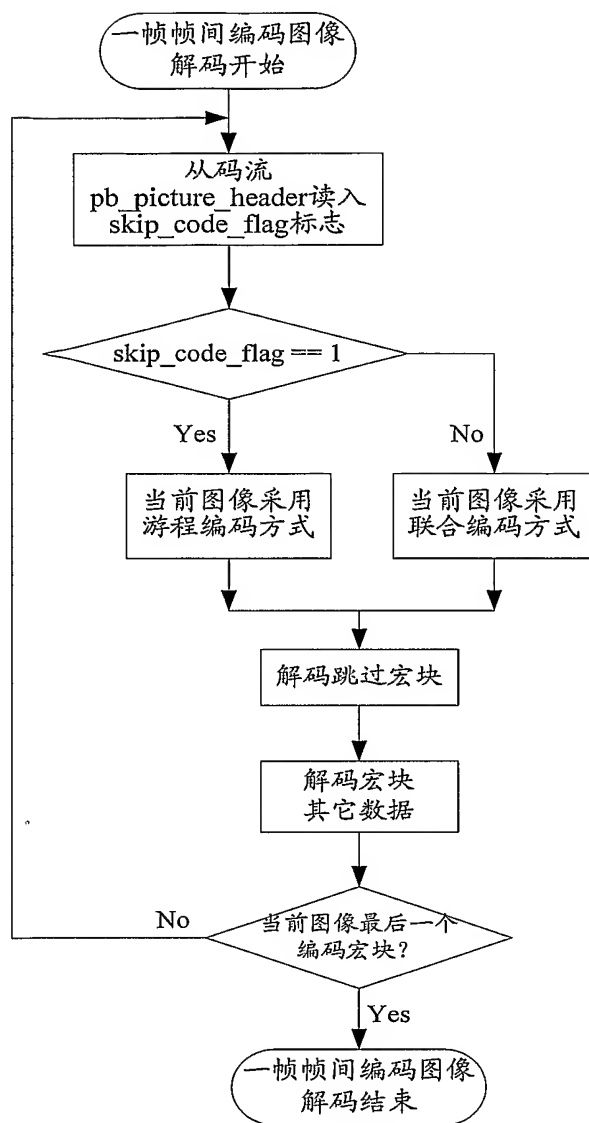 一帧帧间编码图像
解码开始
从码流
pb_picture_header读入
skip_code_flag标志
skip_code_flag == 1
Yes
No
当前图像采用
游程编码方式
当前图像采用
联合编码方式
解码跳过宏块
解码宏块
其它数据
No
当前图像最后一个
编码宏块?
Yes
一帧帧间编码图像
解码结束